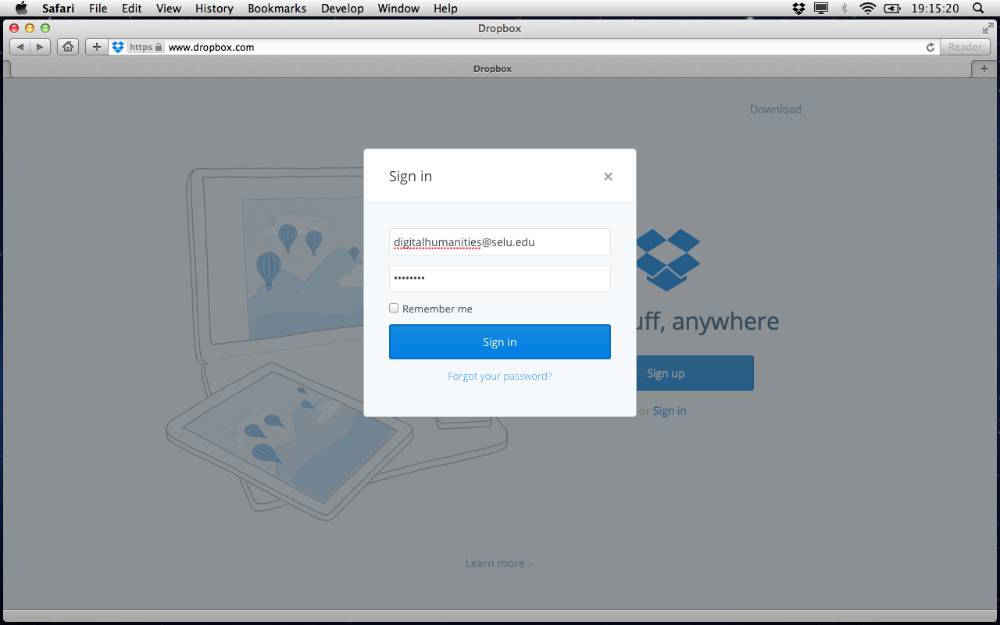 Safari File Edit View History Bookmarks Develop Window Help 19:15:20
Dropbox
https www.dropbox.com Reader
Dropbox
Download
Sign in
digitalhumanities@selu.edu
••••••••
Remember me
Sign in
Forgot your password?
uff, anywhere
Sign up
or Sign in
Learn more